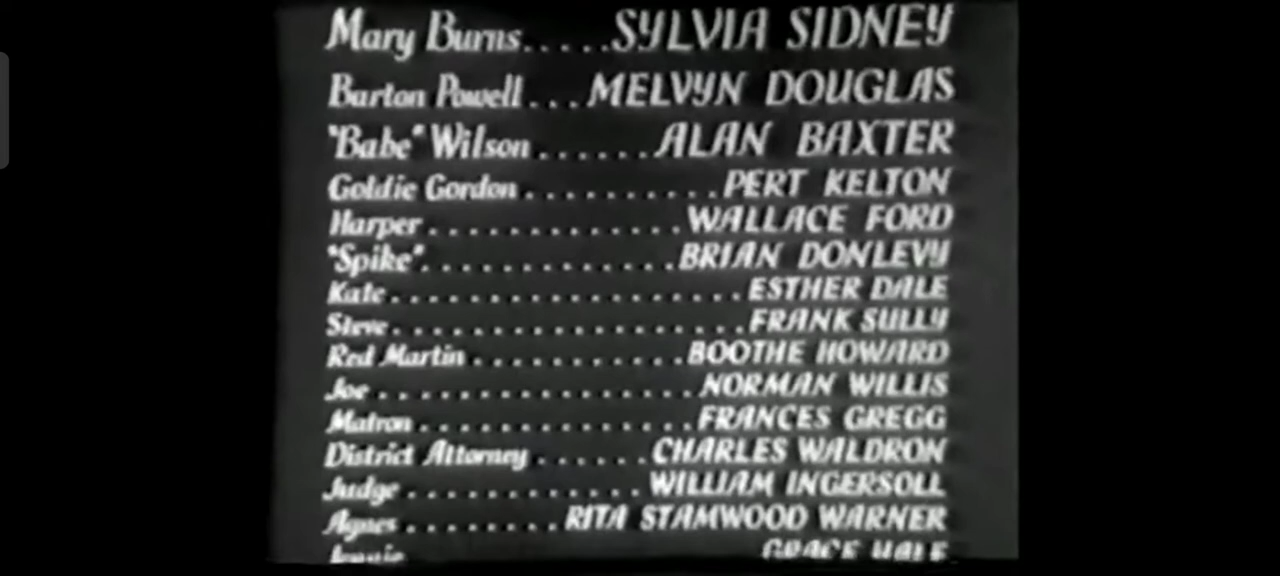 Mary Burns.....SYLVIA SIDNEY
Barton Powell...MELVYN DOUGLAS
"Babe" Wilson......ALAN BAXTER
Goldie Gordon..........PERT KELTON
Harper.............WALLACE FORD
"Spike".............BRIAN DONLEVY
Kate...................ESTHER DALE
Steve...................FRANK SULLY
Red Martin...........BOOTHE HOWARD
Joe.................NORMAN WILLIS
Matron...............FRANCES GREGG
District Attorney......CHARLES WALDRON
Judge............WILLIAM INGERSOLL
Agnes........RITA STAMWOOD WARNER
GRACE HALE